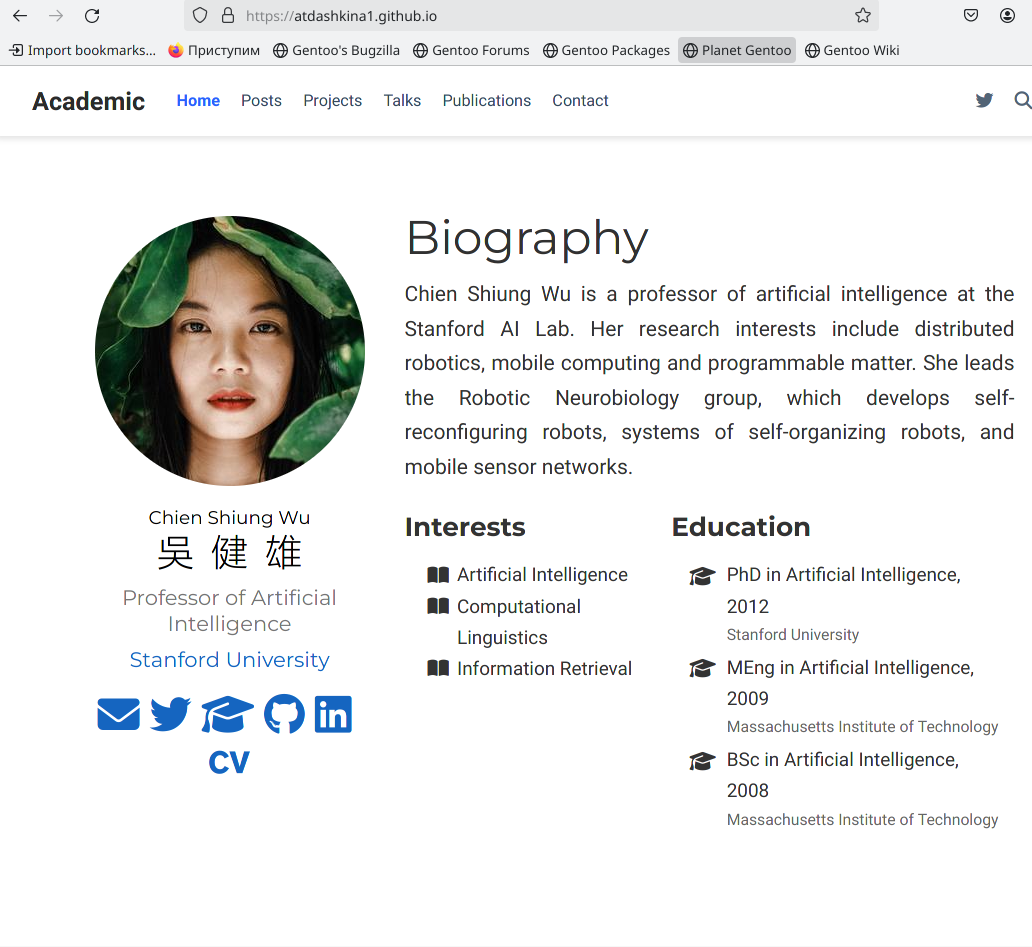 https://atdashkina1.github.io
Import bookmarks... Приступим Gentoo's Bugzilla Gentoo Forums Gentoo Packages Planet Gentoo Gentoo Wiki
Academic Home Posts Projects Talks Publications Contact
Biography
Chien Shiung Wu is a professor of artificial intelligence at the
Stanford AI Lab. Her research interests include distributed
robotics, mobile computing and programmable matter. She leads
the Robotic Neurobiology group, which develops self-
reconfiguring robots, systems of self-organizing robots, and
mobile sensor networks.
Chien Shiung Wu
吳健雄
Professor of Artificial
Intelligence
Stanford University
CV
Interests
Artificial Intelligence
Computational
Linguistics
Information Retrieval
Education
PhD in Artificial Intelligence,
2012
Stanford University
MEng in Artificial Intelligence,
2009
Massachusetts Institute of Technology
BSc in Artificial Intelligence,
2008
Massachusetts Institute of Technology